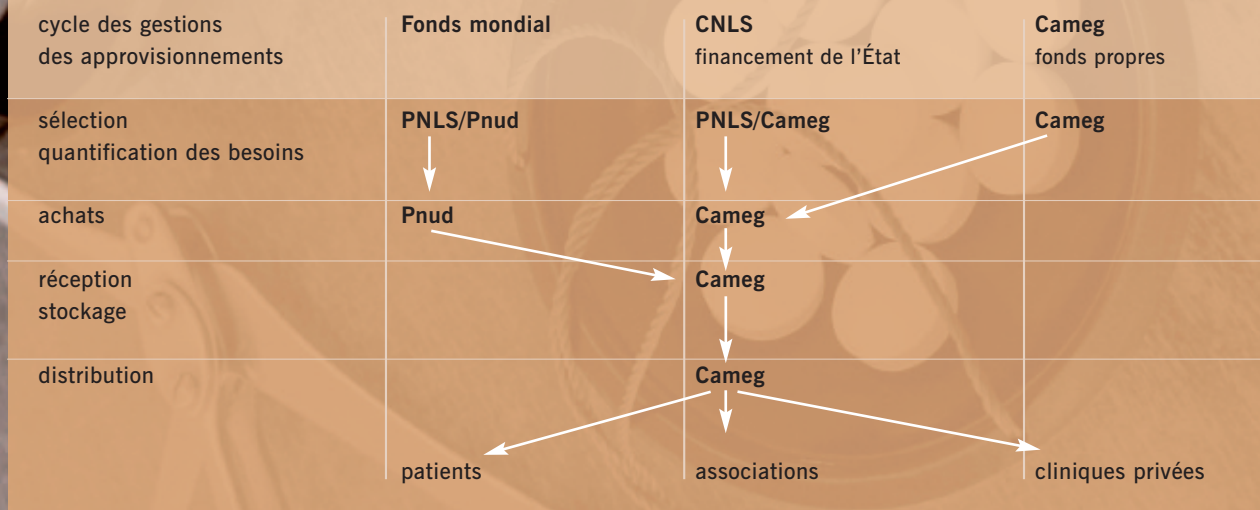 cycle des gestions
des approvisionnements
Fonds mondial
CNLS
financement de l'État
Cameg
fonds propres
sélection
quantification des besoins
PNLS/Pnud
PNLS/Cameg
Cameg
achats
Pnud
Cameg
réception
stockage
Cameg
distribution
Cameg
patients
associations
cliniques privées